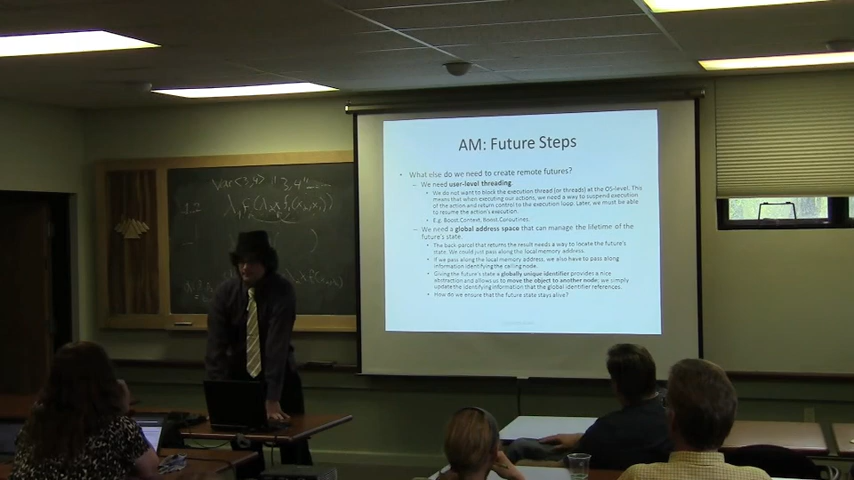 AM: Future Steps
• What else do we need to create remote futures?
– We need user-level threading.
• We do not want to block the execution thread (or threads) at the OS-level. This
means that when executing our actions, we need a way to suspend execution
of the action and return control to the execution loop. Later, we must be able
to resume the action's execution.
• E.g. Boost.Context, Boost.Coroutines.
– We need a global address space that can manage the lifetime of the
future's state.
• The back parcel that returns the result needs a way to locate the future's
state. We could just pass along the local memory address.
• If we pass along the local memory address, we also have to pass along
information identifying the calling node.
• Giving the future's state a globally unique identifier provides a nice
abstraction and allows us to move the object to another node; we simply
update the identifying information that the global identifier references.
• How do we ensure that the future state stays alive?
var<3,4>